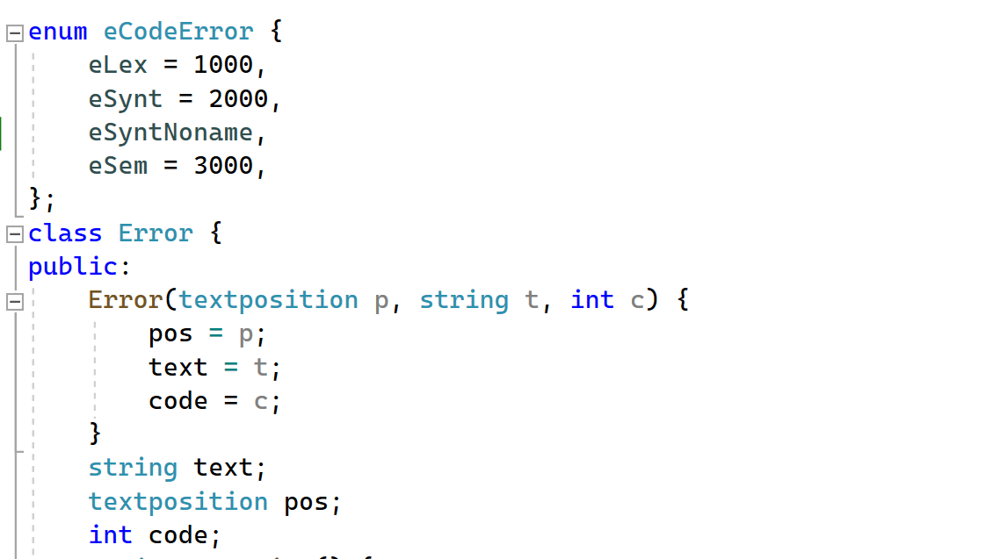 enum eCodeError {
    eLex = 1000,
    eSynt = 2000,
    eSyntNoname,
    eSem = 3000,
};
class Error {
public:
    Error(textposition p, string t, int c) {
        pos = p;
        text = t;
        code = c;
    }
    string text;
    textposition pos;
    int code;